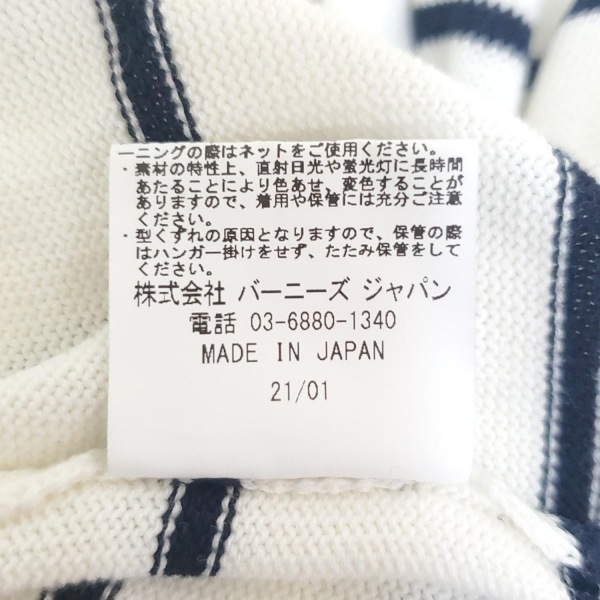 ーニングの際はネットをご使用ください。
・素材の特性上、直射日光や蛍光灯に長時間
あたることにより色あせ、変色することが
ありますので、着用や保管には充分ご注意
ください。
・型くずれの原因となりますので、保管の際
はハンガー掛けをせず、たたみ保管をして
ください。
株式会社 バーニーズ ジャパン
電話 03-6880-1340
MADE IN JAPAN
21/01